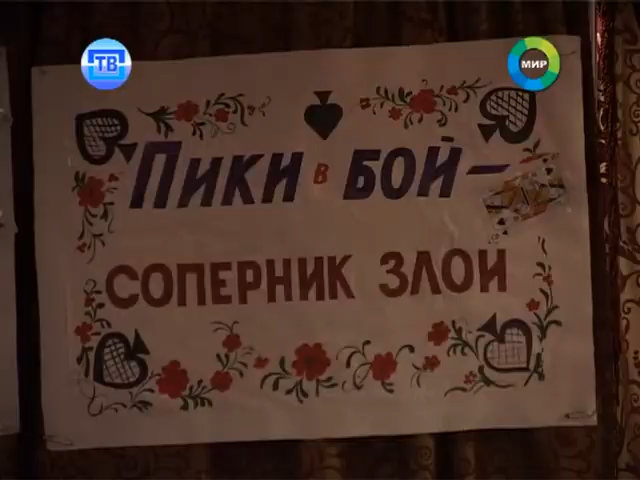 ТВ
МИР
ПИКИ В БОЙ –
СОПЕРНИК ЗЛОЙ